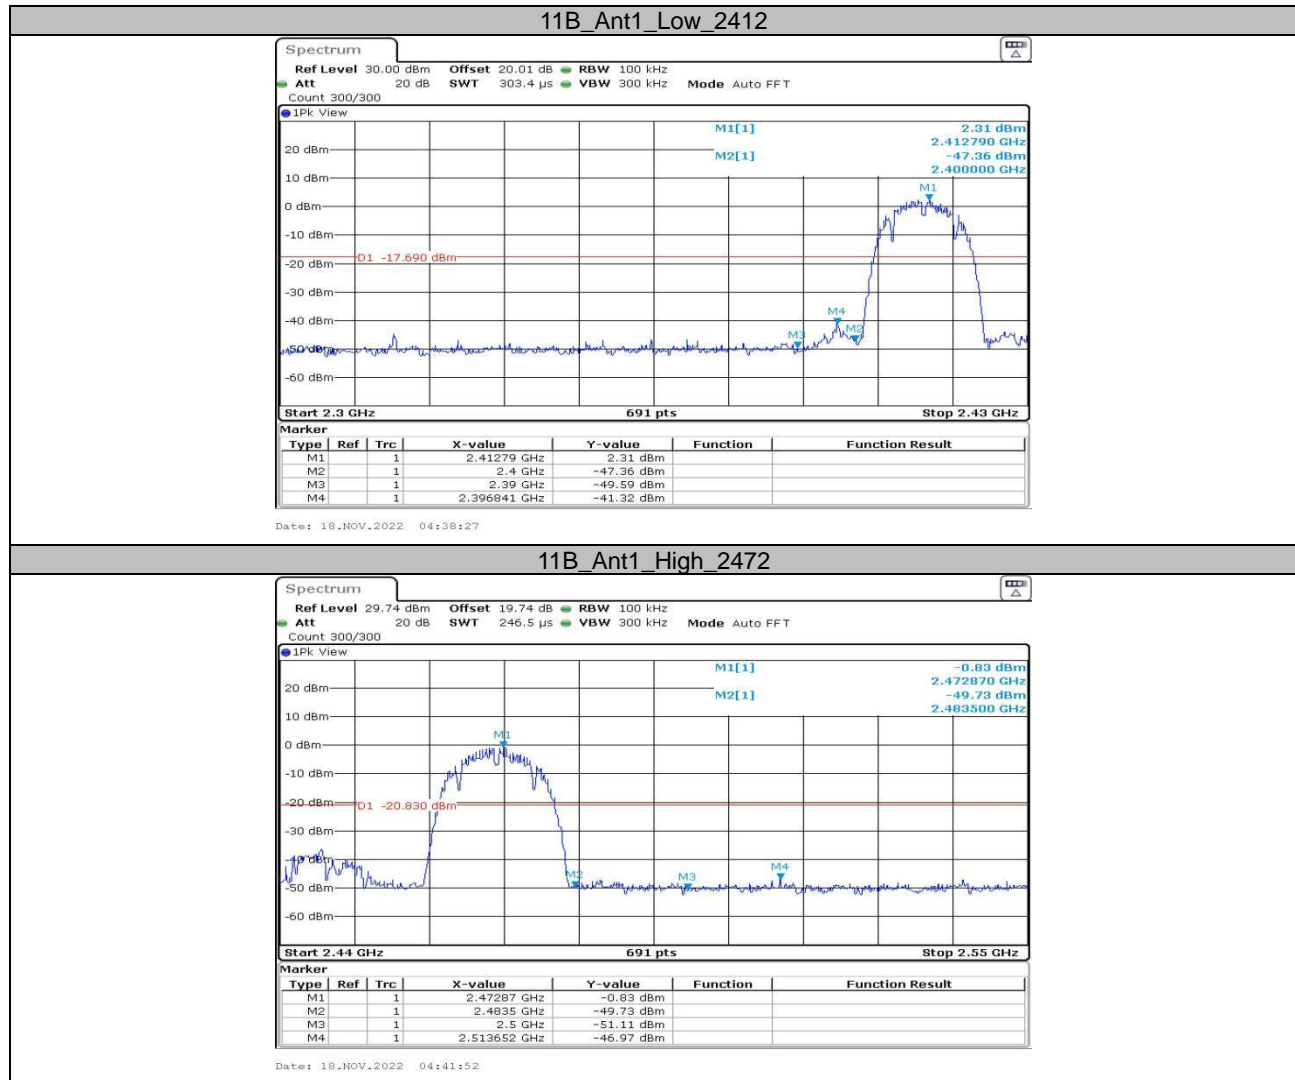 11B_Ant1_Low_2412
Spectrum
Ref Level 30.00 dBm Offset 20.01 dB RBW 100 kHz
Att 20 dB SWT 303.4 µs VBW 300 kHz Mode Auto FFT
Count 300/300
1Pk View
M1[1] 2.31 dBm
2.412790 GHz
M2[1] -47.36 dBm
2.400000 GHz
20 dBm
10 dBm
M1
0 dBm
-10 dBm
D1 -17.690 dBm
-20 dBm
-30 dBm
M4
-40 dBm
M3 M2
-50 dBm
-60 dBm
Start 2.3 GHz 691 pts Stop 2.43 GHz
Marker
Type Ref Trc X-value Y-value Function Function Result
M1 1 2.41279 GHz 2.31 dBm
M2 1 2.4 GHz -47.36 dBm
M3 1 2.39 GHz -49.59 dBm
M4 1 2.396841 GHz -41.32 dBm
Date: 18.NOV.2022 04:38:27
11B_Ant1_High_2472
Spectrum
Ref Level 29.74 dBm Offset 19.74 dB RBW 100 kHz
Att 20 dB SWT 246.5 µs VBW 300 kHz Mode Auto FFT
Count 300/300
1Pk View
M1[1] -0.83 dBm
2.472870 GHz
M2[1] -49.73 dBm
2.483500 GHz
20 dBm
10 dBm
M1
0 dBm
-10 dBm
-20 dBm
D1 -20.830 dBm
-30 dBm
-40 dBm
M2 M3 M4
-50 dBm
-60 dBm
Start 2.44 GHz 691 pts Stop 2.55 GHz
Marker
Type Ref Trc X-value Y-value Function Function Result
M1 1 2.47287 GHz -0.83 dBm
M2 1 2.4835 GHz -49.73 dBm
M3 1 2.5 GHz -51.11 dBm
M4 1 2.513652 GHz -46.97 dBm
Date: 18.NOV.2022 04:41:52